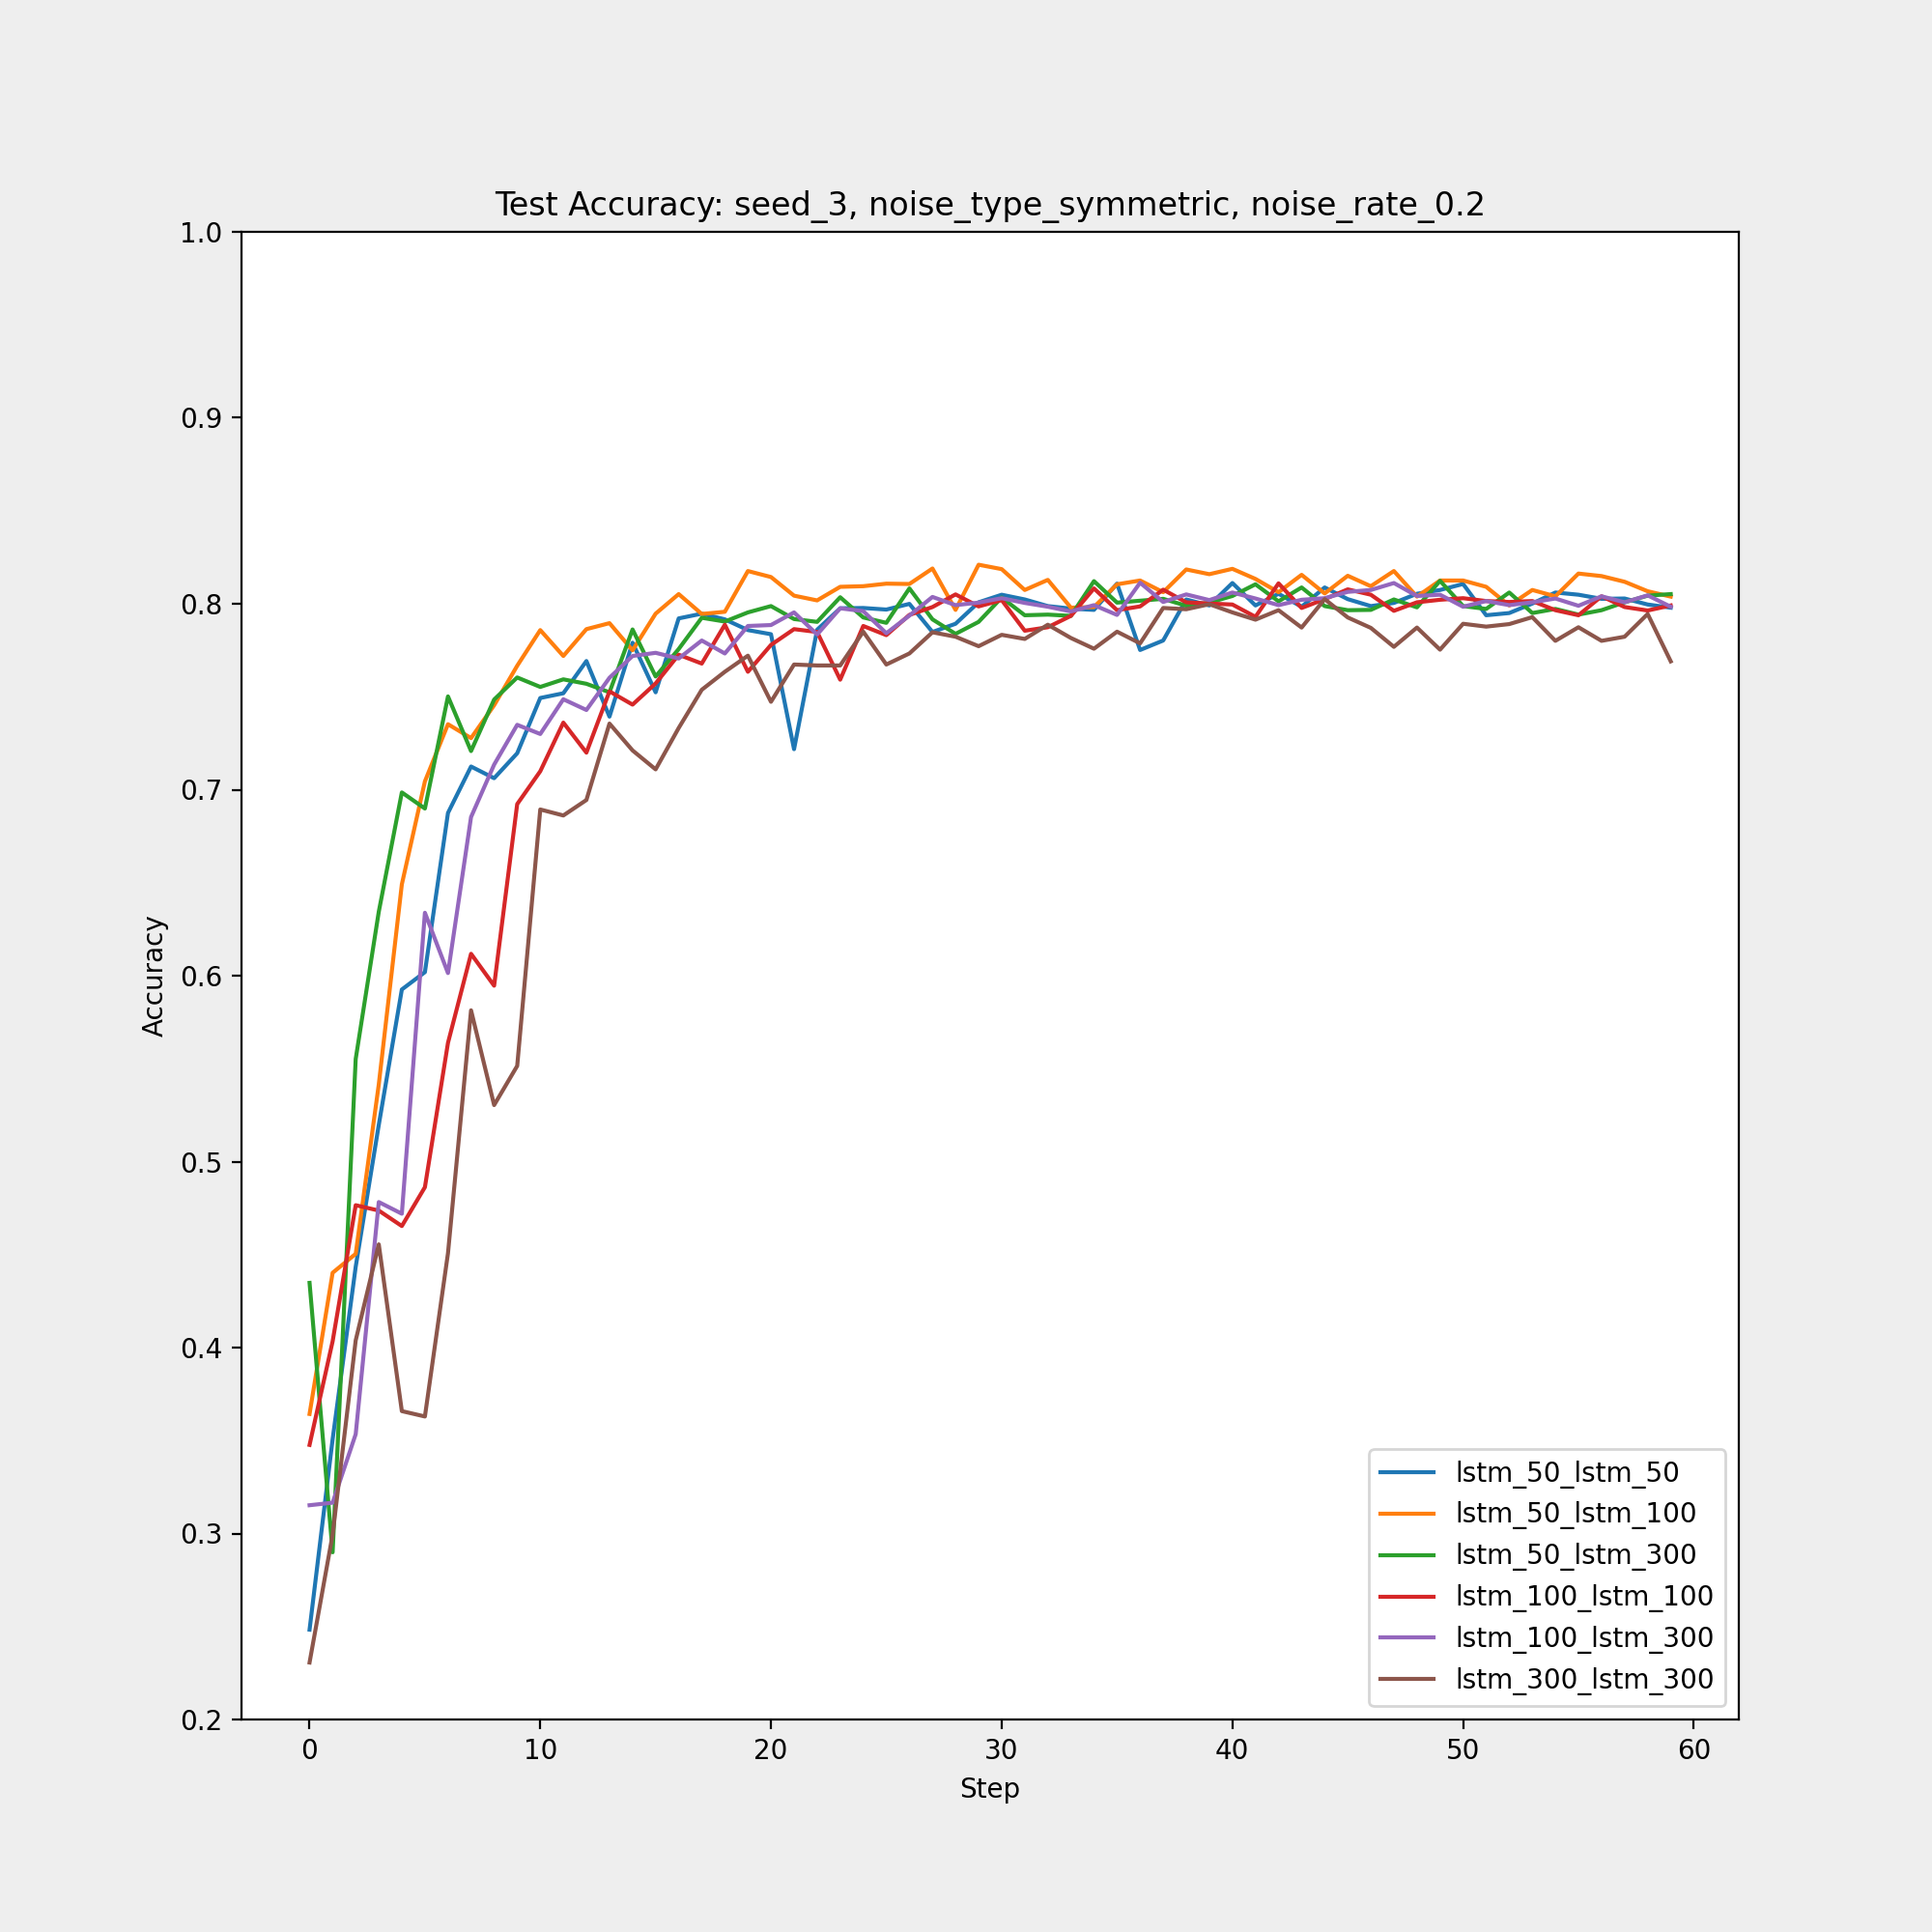 Test Accuracy: seed_3, noise_type_symmetric, noise_rate_0.2
1.0
0.9
0.8
0.7
0.6
0.5
0.4
0.3
0.2
Accuracy
0 10 20 30 40 50 60
Step
lstm_50_lstm_50
lstm_50_lstm_100
lstm_50_lstm_300
lstm_100_lstm_100
lstm_100_lstm_300
lstm_300_lstm_300